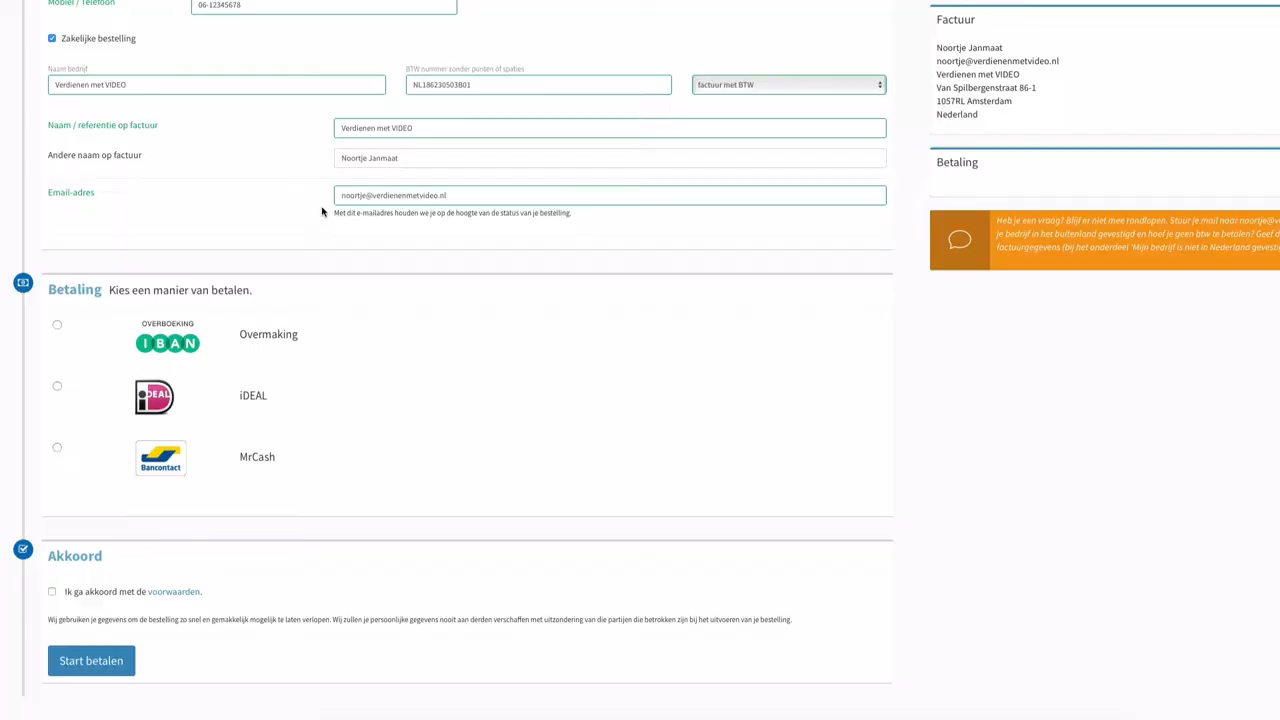 Mobiel / Telefoon
06-12345678
Zakelijke bestelling
Naam bedrijf
BTW nummer zonder punten of spaties
Verdienen met VIDEO
NL186230503B01
factuur met BTW
Naam / referentie op factuur
Verdienen met VIDEO
Andere naam op factuur
Noortje Janmaat
Email-adres
noortje@verdienenmetvideo.nl
Met dit e-mailadres houden we je op de hoogte van de status van je bestelling.
Betaling Kies een manier van betalen.
OVERBOEKING
IBAN
Overmaking
iDEAL
iDEAL
Bancontact
MrCash
Akkoord
Ik ga akkoord met de voorwaarden.
Wij gebruiken je gegevens om de bestelling zo snel en gemakkelijk mogelijk te laten verlopen. Wij zullen je persoonlijke gegevens nooit aan derden verschaffen met uitzondering van die partijen die betrokken zijn bij het uitvoeren van je bestelling.
Start betalen
Factuur
Noortje Janmaat
noortje@verdienenmetvideo.nl
Verdienen met VIDEO
Van Spilbergenstraat 86-1
1057RL Amsterdam
Nederland
Betaling
Heb je een vraag? Blijf er niet mee rondlopen. Stuur je mail naar noortje@v
je bedrijf in het buitenland gevestigd en hoef je geen btw te betalen? Geef d
factuurgegevens (bij het onderdeel 'Mijn bedrijf is niet in Nederland gevesti